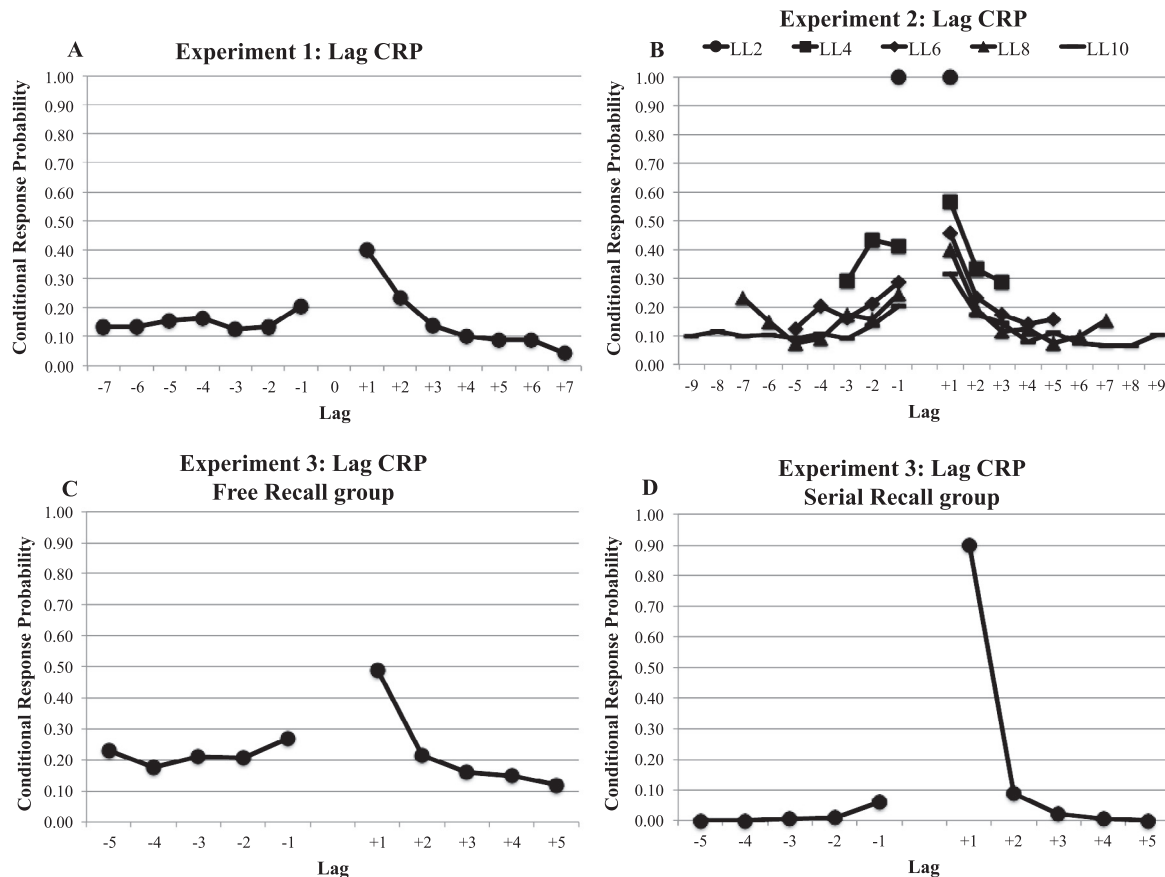 A
Experiment 1: Lag CRP
Conditional Response Probability
1.00
0.90
0.80
0.70
0.60
0.50
0.40
0.30
0.20
0.10
0.00
-7 -6 -5 -4 -3 -2 -1 0 +1 +2 +3 +4 +5 +6 +7
Lag
Experiment 2: Lag CRP
B
LL2 LL4 LL6 LL8 LL10
Conditional Response Probability
1.00
0.90
0.80
0.70
0.60
0.50
0.40
0.30
0.20
0.10
0.00
-9 -8 -7 -6 -5 -4 -3 -2 -1 +1 +2 +3 +4 +5 +6 +7 +8 +9
Lag
Experiment 3: Lag CRP
C
Free Recall group
Conditional Response Probability
1.00
0.90
0.80
0.70
0.60
0.50
0.40
0.30
0.20
0.10
0.00
-5 -4 -3 -2 -1 +1 +2 +3 +4 +5
Lag
Experiment 3: Lag CRP
D
Serial Recall group
Conditional Response Probability
1.00
0.90
0.80
0.70
0.60
0.50
0.40
0.30
0.20
0.10
0.00
-5 -4 -3 -2 -1 +1 +2 +3 +4 +5
Lag